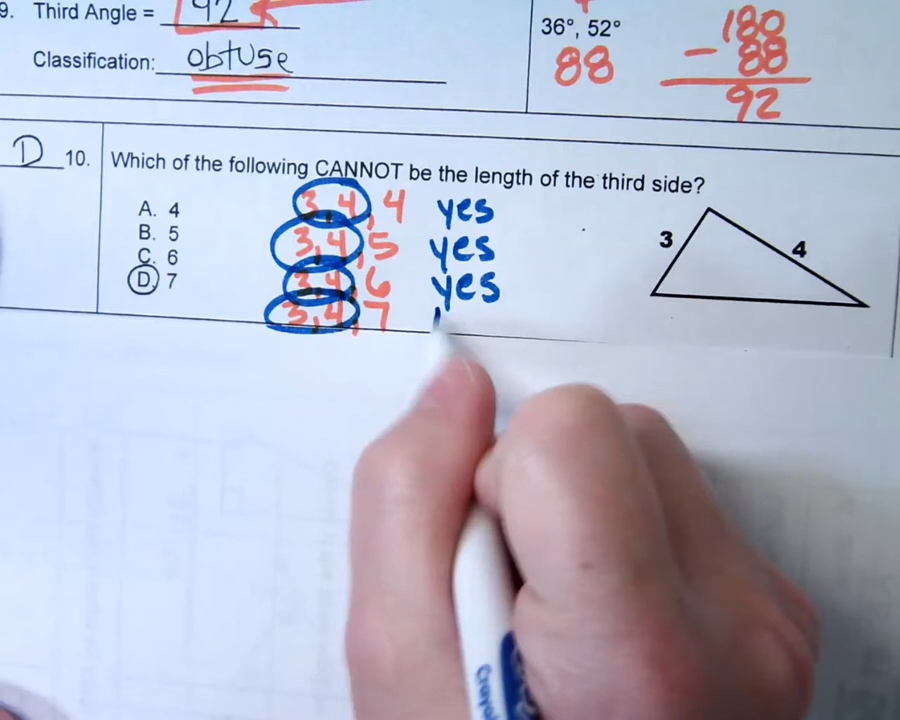 9. Third Angle = 92
Classification: obtuse
36°, 52°
88
180
- 88
92
D 10. Which of the following CANNOT be the length of the third side?
A. 4
B. 5
C. 6
D. 7
3,4,4 yes
3,4,5 yes
3,4,6 yes
3,4,7
3
4